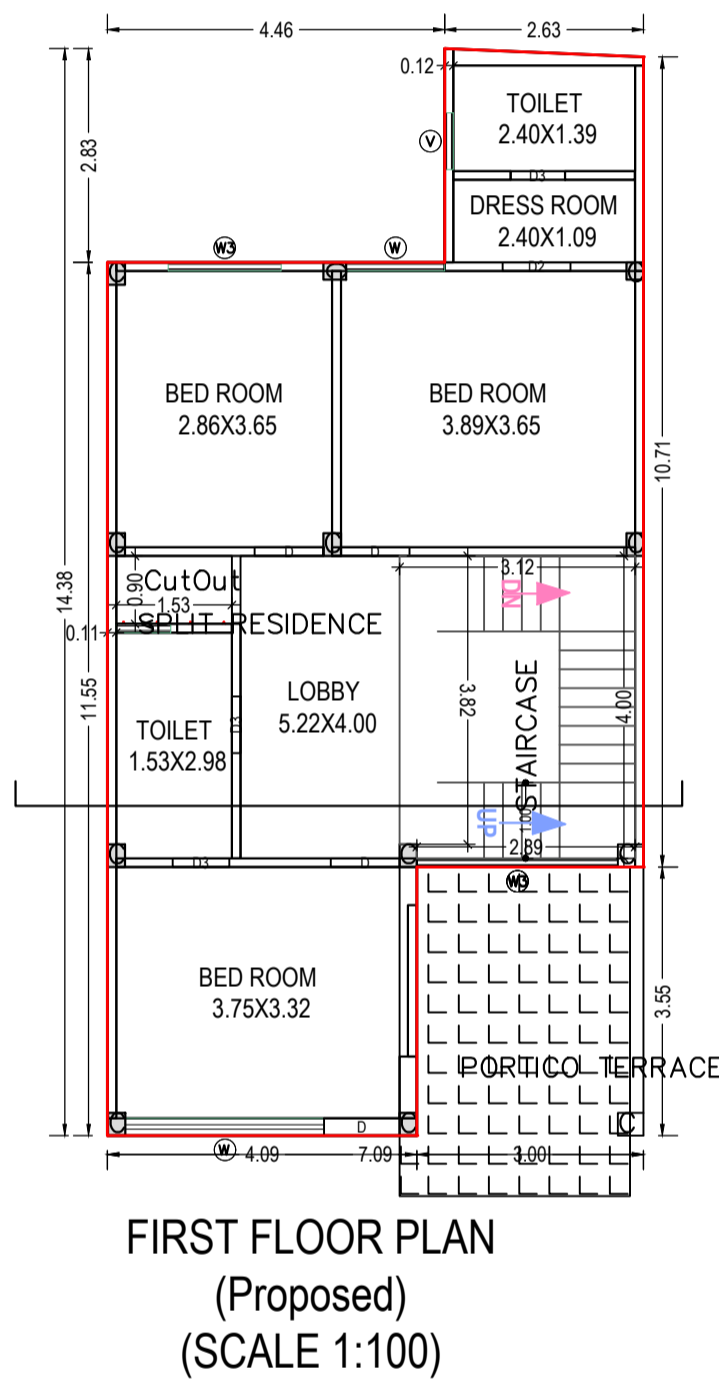 4.46
2.63
0.12
TOILET
2.40X1.39
2.83
V
D3
DRESS ROOM
2.40X1.09
W3
W
D2
C
C
C
BED ROOM
2.86X3.65
BED ROOM
3.89X3.65
10.71
14.38
C
C
C
D
D
CutOut
0.90
1.53
3.12
DN
0.11
SPLIT RESIDENCE
11.55
LOBBY
5.22X4.00
3.82
4.00
STAIRCASE
TOILET
1.53X2.98
D3
UP
1.00
2.89
C
C
C
D3
D
W3
BED ROOM
3.75X3.32
3.55
PORTICO TERRACE
C
C
C
D
W
4.09
7.09
3.00
FIRST FLOOR PLAN
(Proposed)
(SCALE 1:100)